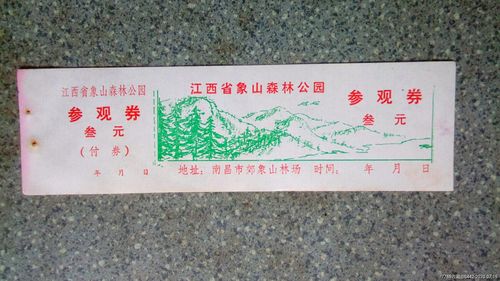 江西省象山森林公园
参观券
叁元
(付券)
年月日
江西省象山森林公园
参观券
叁元
地址:南昌市郊象山林场 时间: 年月日